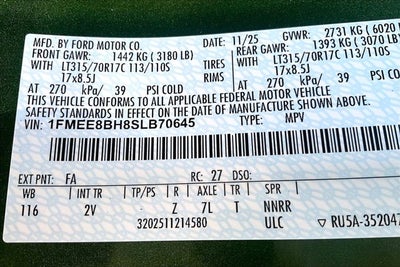 MFD. BY FORD MOTOR CO. DATE: 11/25 GVWR: 2731 KG (6020
FRONT GAWR: 1442 KG ( 3180 LB) REAR GAWR: 1393 KG ( 3070 LB)
WITH LT315/70R17C 113/110S TIRES WITH LT315/70R17C 113/110S
17x8.5J RIMS 17x8.5J
AT 270 kPa/ 39 PSI COLD AT 270 kPa/ 39 PSI COL
THIS VEHICLE CONFORMS TO ALL APPLICABLE FEDERAL MOTOR VEHICLE
SAFETY STANDARDS IN EFFECT ON THE DATE OF MANUFACTURE SHOWN
VIN: 1FMEE8BH8SLB70645 TYPE: MPV
EXT PNT: FA RC: 27 DSO:
WB INT TR TP/PS R AXLE TR SPR
116 2V Z 7L T NNRR
3202511214580 ULC ▽ RU5A-352047